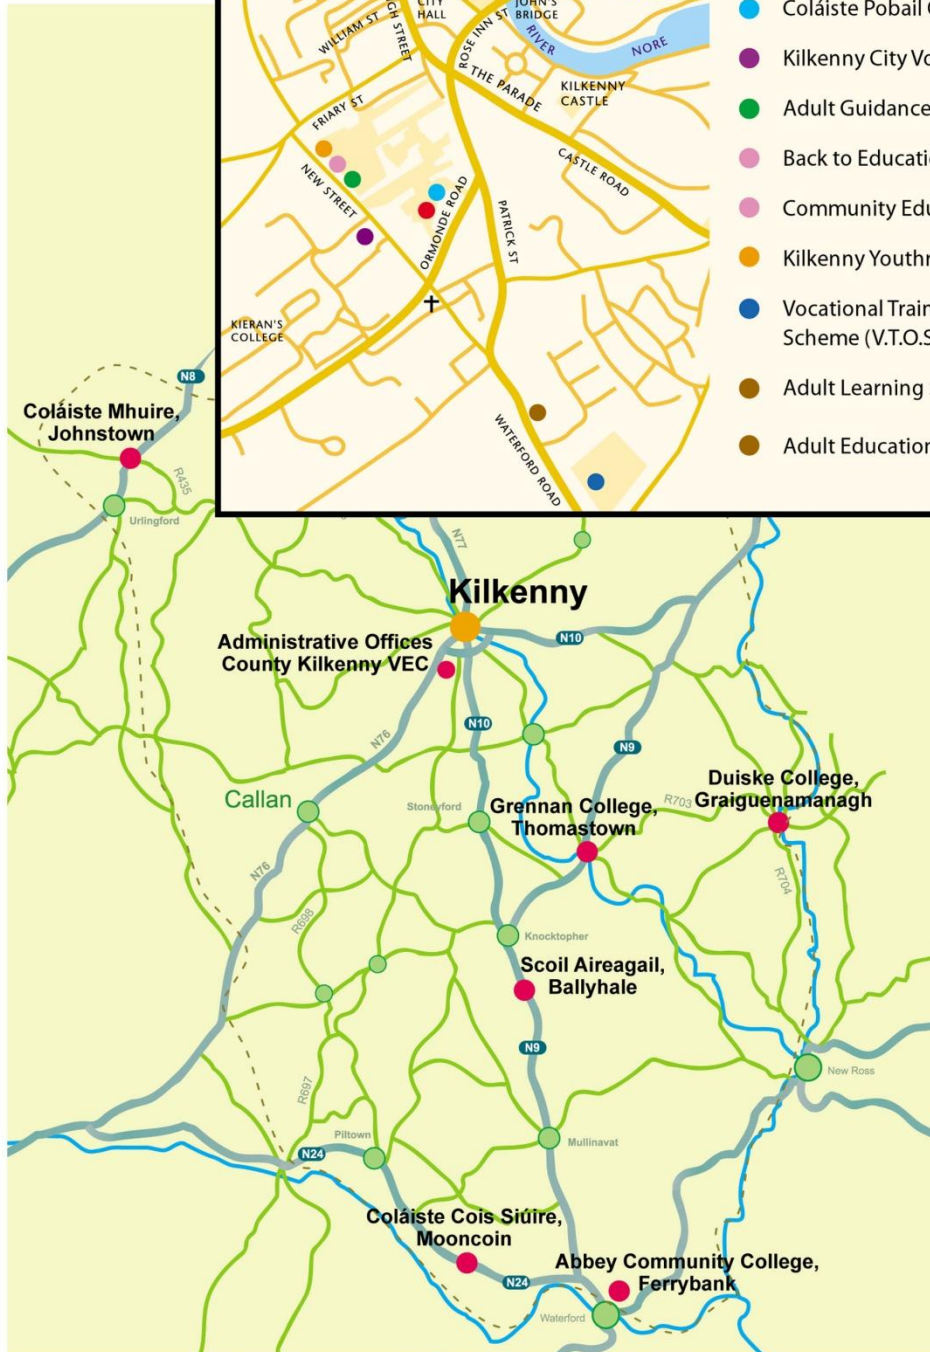 CITY
HALL
JOHN'S
BRIDGE
WILLIAM ST
GH STREET
ROSE INN ST
RIVER
NORE
THE PARADE
KILKENNY
CASTLE
FRIARY ST
CASTLE ROAD
NEW STREET
ORMONDE ROAD
PATRICK ST
KIERAN'S
COLLEGE
WATERFORD ROAD
Coláiste Pobail
Kilkenny City Vo
Adult Guidance
Back to Educati
Community Edu
Kilkenny Youthr
Vocational Train
Scheme (V.T.O.S
Adult Learning
Adult Education
N8
Coláiste Mhuire,
Johnstown
R435
Urlingford
N77
Kilkenny
Administrative Offices
County Kilkenny VEC
N10
N10
N76
N9
Callan
Stoneyford
Grennan College,
Thomastown
R703
Duiske College,
Graiguenamanagh
N76
R698
R704
Knocktopher
Scoil Aireagail,
Ballyhale
N9
R697
New Ross
Piltown
Mullinavat
N24
Coláiste Cois Siúire,
Mooncoin
N24
Abbey Community College,
Ferrybank
Waterford